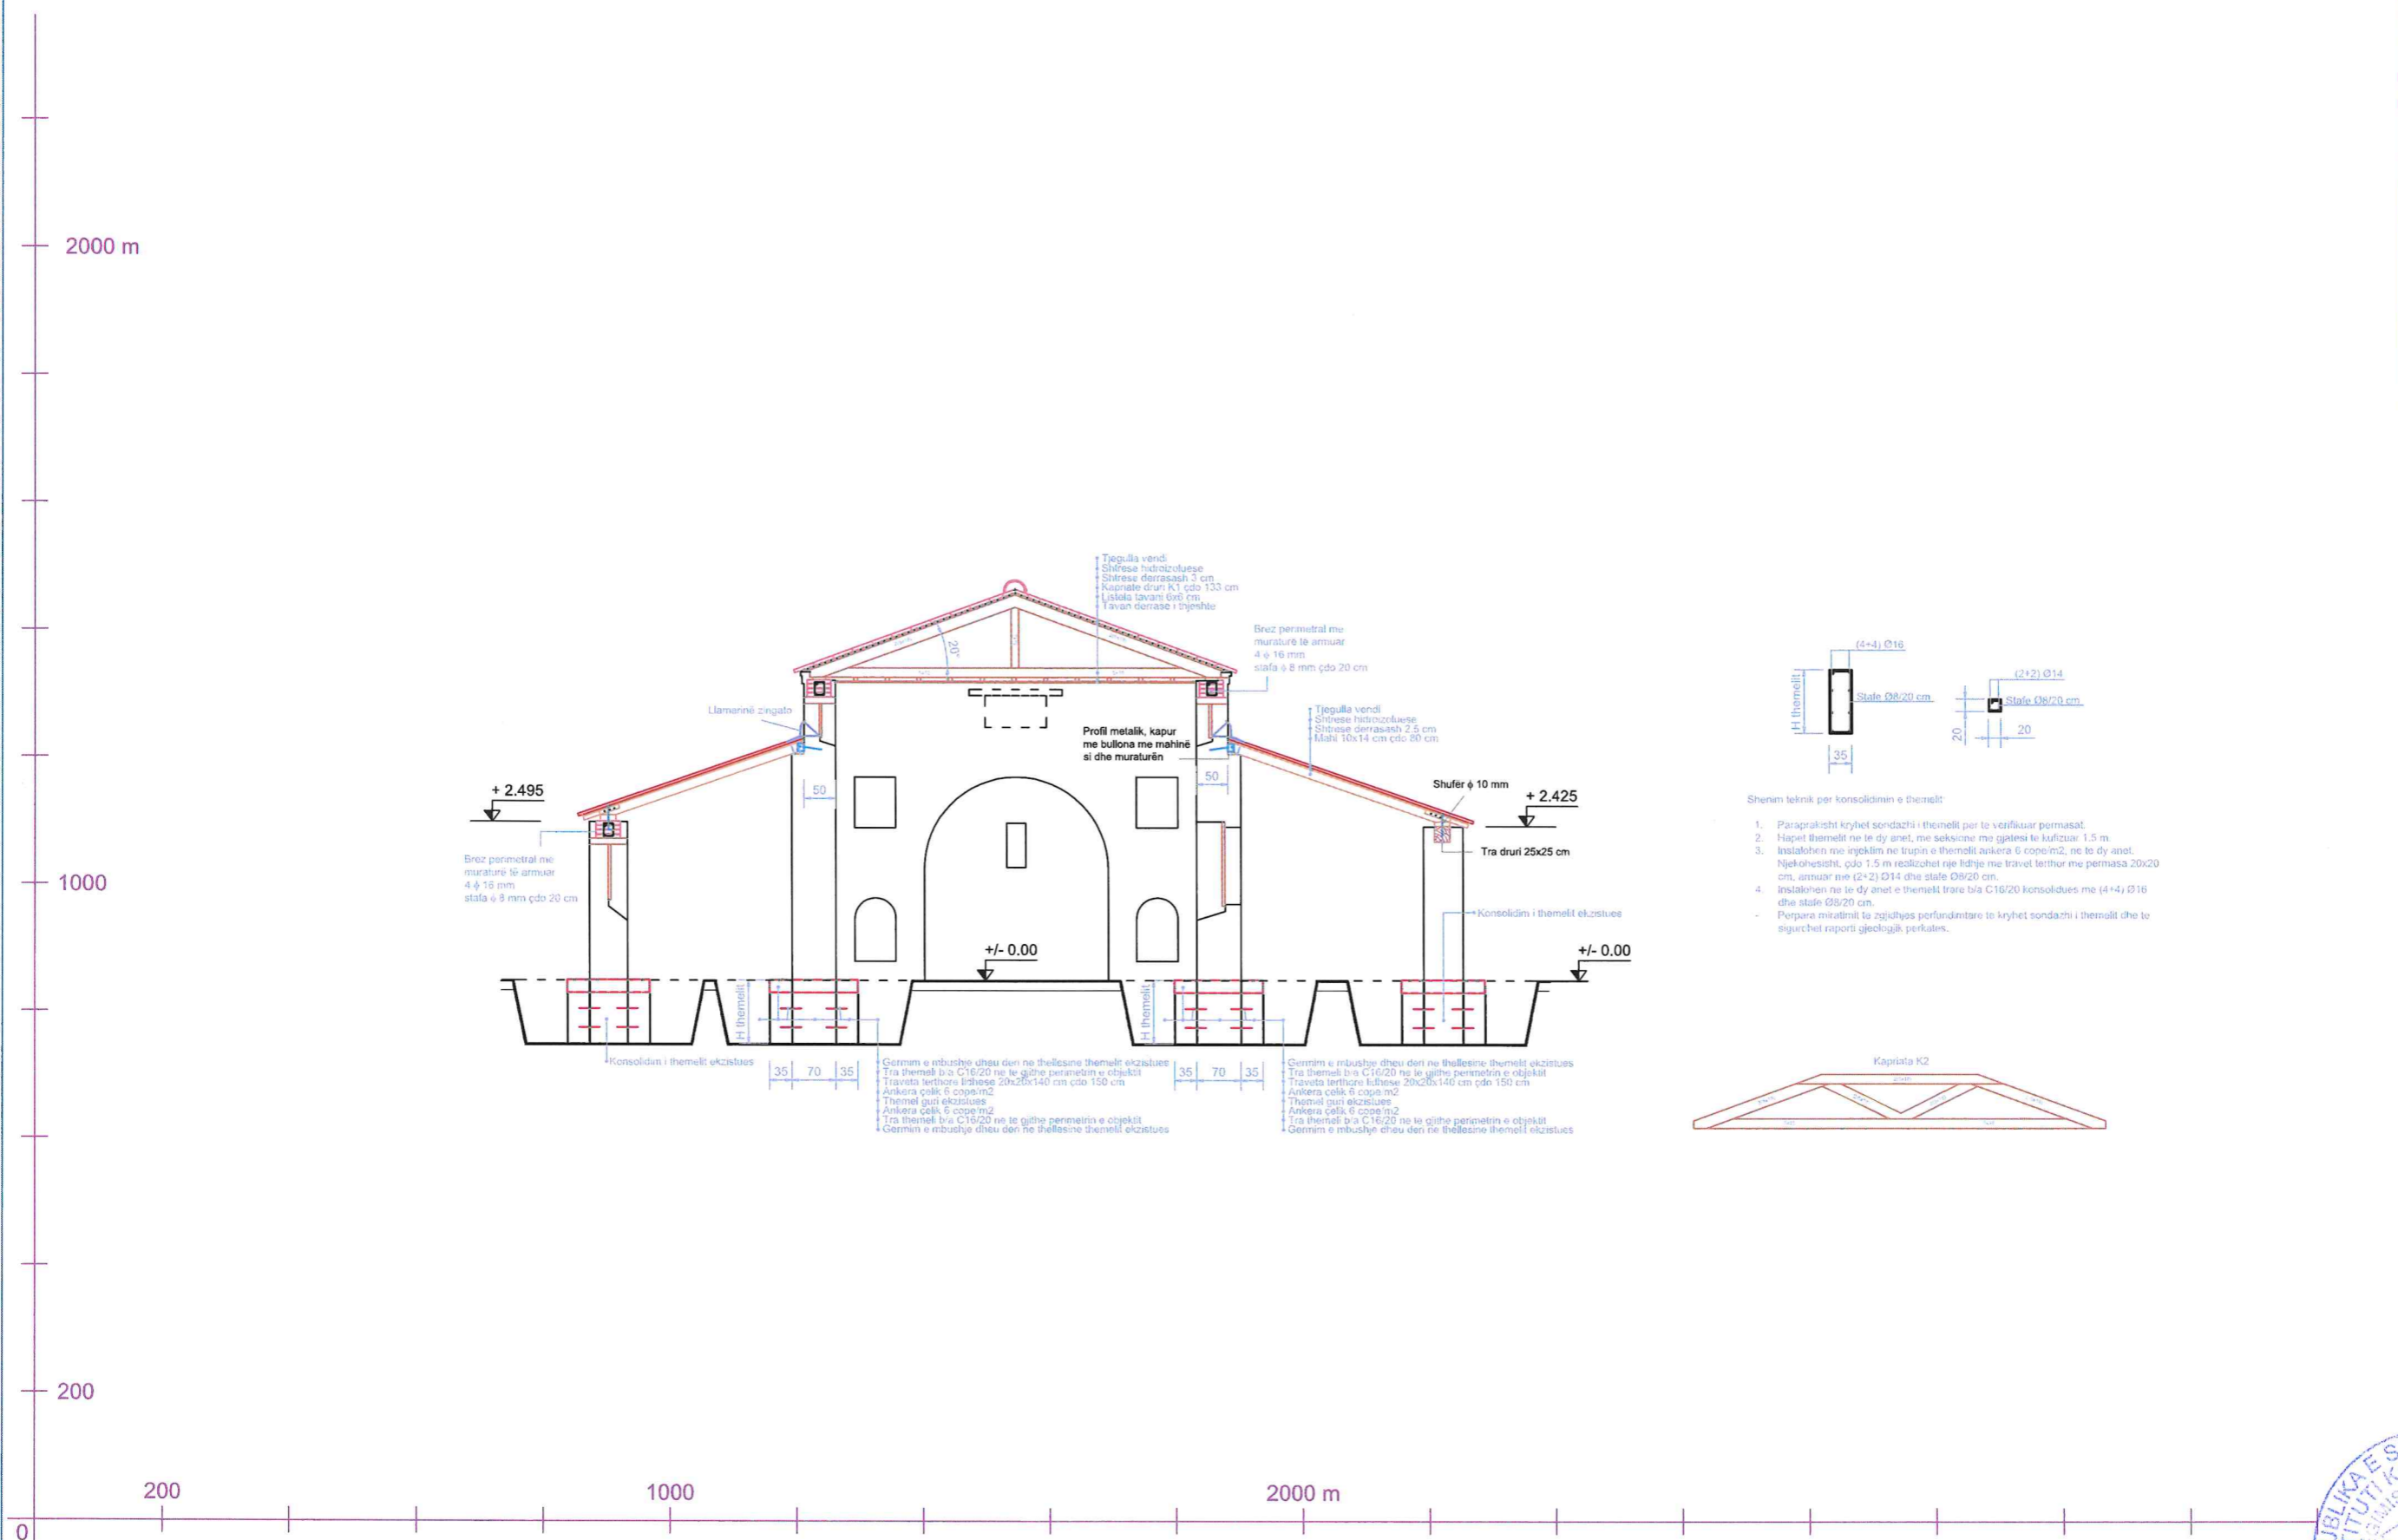 2000 m
1000
200
0
200
1000
2000 m
Tjegulla vendi
Shtrese hidroizoluese
Shtrese derrasash 3 cm
Kapriate druri K1 çdo 133 cm
Listela tavani 6x6 cm
Tavan derrase i thjeshte
20°
Brez perimetral me
muraturë të armuar
4 ϕ 16 mm
stafa ϕ 8 mm çdo 20 cm
Llamarinë zingato
Profil metalik, kapur
me bullona me mahinë
si dhe muraturën
Tjegulla vendi
Shtrese hidroizoluese
Shtrese derrasash 2.5 cm
Mahi 10x14 cm çdo 80 cm
50
50
+ 2.495
Shufër ϕ 10 mm
+ 2.425
Tra druri 25x25 cm
Brez perimetral me
muraturë të armuar
4 ϕ 16 mm
stafa ϕ 8 mm çdo 20 cm
Konsolidim i themelit ekzistues
+/- 0.00
+/- 0.00
H themelit
H themelit
Konsolidim i themelit ekzistues
35 70 35
Germim e mbushje dheu deri ne thellesine themelit ekzistues
Tra themeli b/a C16/20 ne te gjithe perimetrin e objektit
Traveta terthore lidhese 20x20x140 cm çdo 150 cm
Ankera çelik 6 cope/m2
Themel guri ekzistues
Ankera çelik 6 cope/m2
Tra themeli b/a C16/20 ne te gjithe perimetrin e objektit
Germim e mbushje dheu deri ne thellesine themelit ekzistues
35 70 35
Germim e mbushje dheu deri ne thellesine themelit ekzistues
Tra themeli b/a C16/20 ne te gjithe perimetrin e objektit
Traveta terthore lidhese 20x20x140 cm çdo 150 cm
Ankera çelik 6 cope/m2
Themel guri ekzistues
Ankera çelik 6 cope/m2
Tra themeli b/a C16/20 ne te gjithe perimetrin e objektit
Germim e mbushje dheu deri ne thellesine themelit ekzistues
(4+4) Ø16
H themelit
Stafe Ø8/20 cm
35
(2+2) Ø14
Stafe Ø8/20 cm
20
20
Shenim teknik per konsolidimin e themelit
1. Paraprakisht kryhet sondazhi i themelit per te verifikuar permasat.
2. Hapet themelit ne te dy anet, me seksione me gjatesi te kufizuar 1.5 m
3. Instalohen me injeklim ne trupin e themelit ankera 6 cope/m2, ne te dy anet.
Njekohesisht, çdo 1.5 m realizohet nje lidhje me travet terthor me permasa 20x20
cm, armuar me (2+2) Ø14 dhe stafe Ø8/20 cm.
4. Instalohen ne te dy anet e themelit trare b/a C16/20 konsolidues me (4+4) Ø16
dhe stafe Ø8/20 cm.
- Perpara miratimit te zgjidhjes perfundimtare te kryhet sondazhi i themelit dhe te
sigurohet raporti gjeologjik perkates.
Kapriata K2